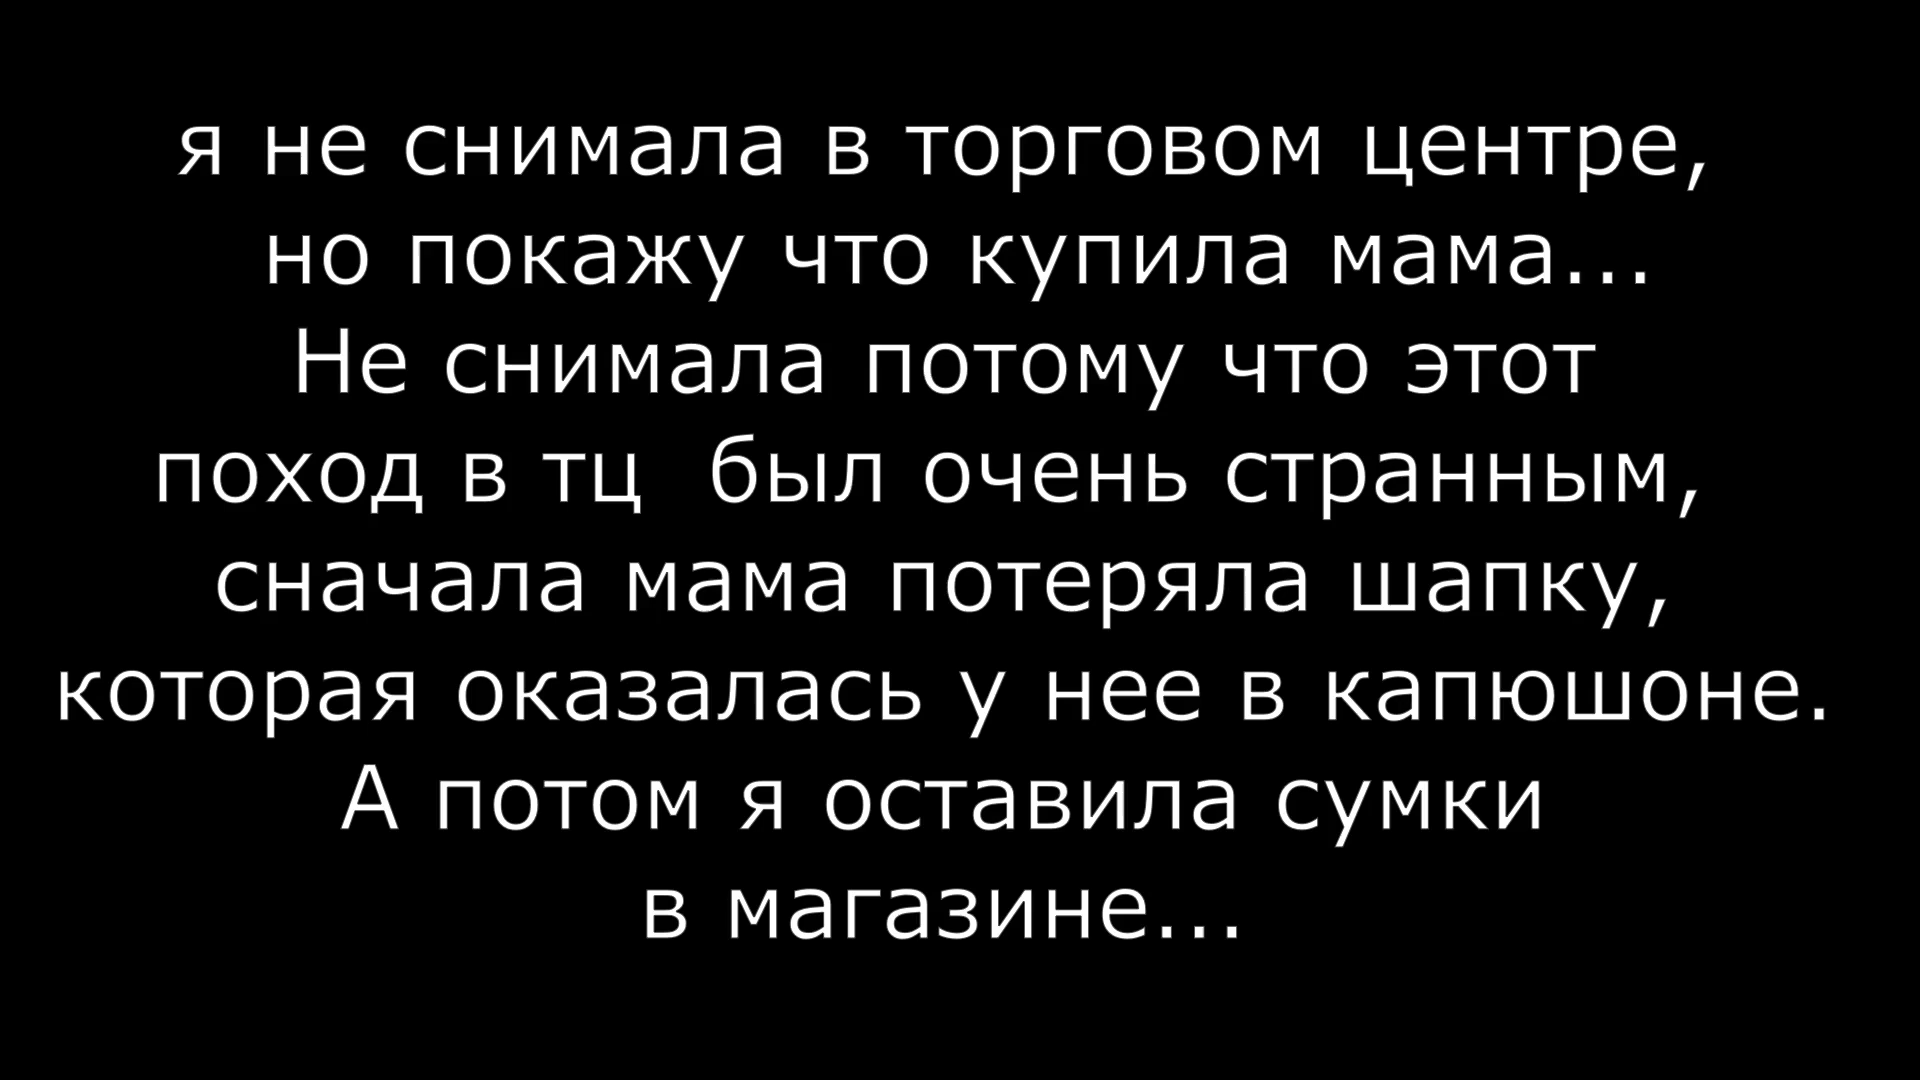 я не снимала в торговом центре,
но покажу что купила мама...
Не снимала потому что этот
поход в тц  был очень странным,
сначала мама потеряла шапку,
которая оказалась у нее в капюшоне.
А потом я оставила сумки
в магазине...